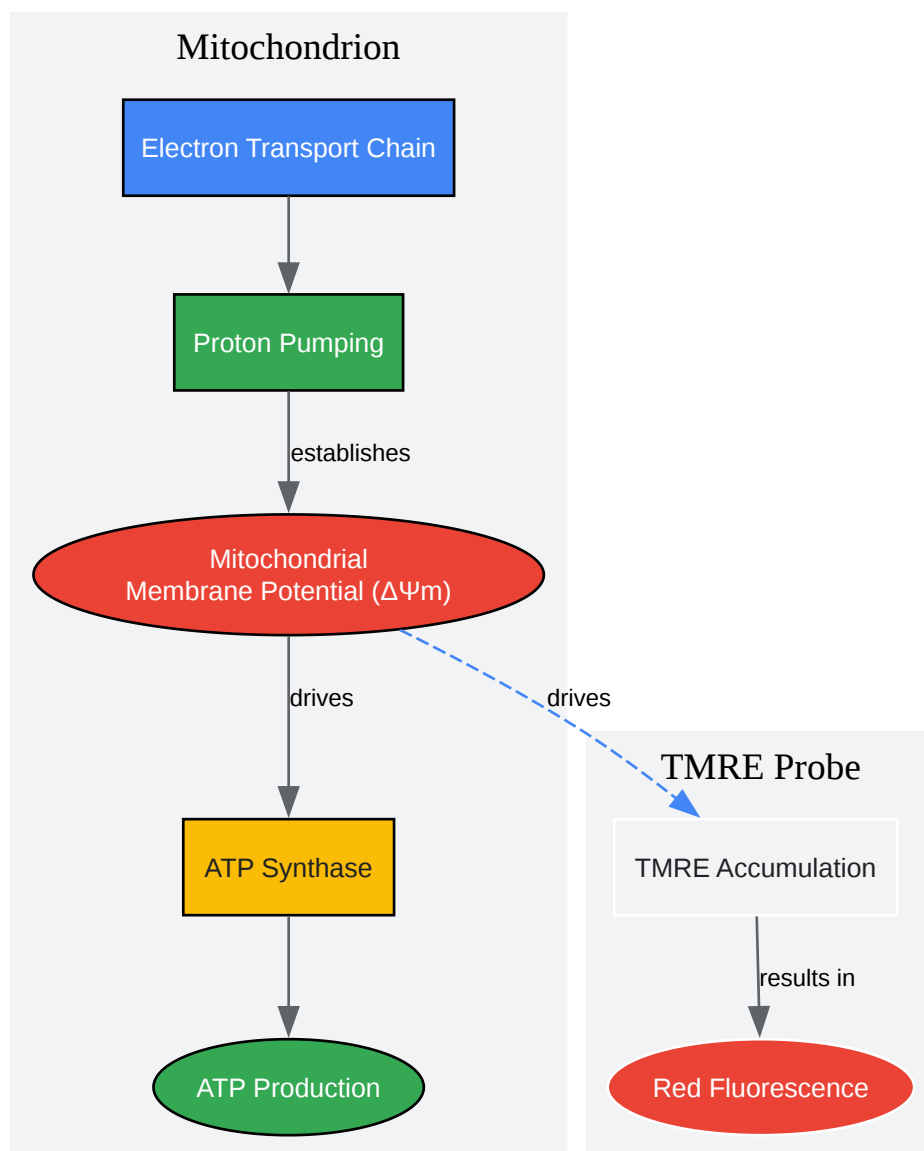 Mitochondrion
Electron Transport Chain
Proton Pumping
establishes
Mitochondrial
Membrane Potential (ΔΨm)
drives
drives
TMRE Probe
ATP Synthase
TMRE Accumulation
results in
ATP Production
Red Fluorescence